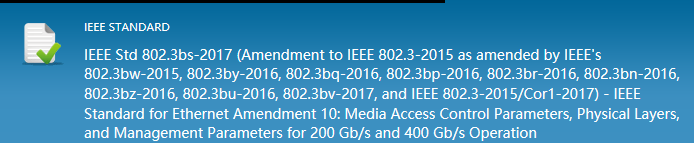 IEEE STANDARD
IEEE Std 802.3bs-2017 (Amendment to IEEE 802.3-2015 as amended by IEEE's
802.3bw-2015, 802.3by-2016, 802.3bq-2016, 802.3bp-2016, 802.3br-2016, 802.3bn-2016,
802.3bz-2016, 802.3bu-2016, 802.3bv-2017, and IEEE 802.3-2015/Cor1-2017) - IEEE
Standard for Ethernet Amendment 10: Media Access Control Parameters, Physical Layers,
and Management Parameters for 200 Gb/s and 400 Gb/s Operation